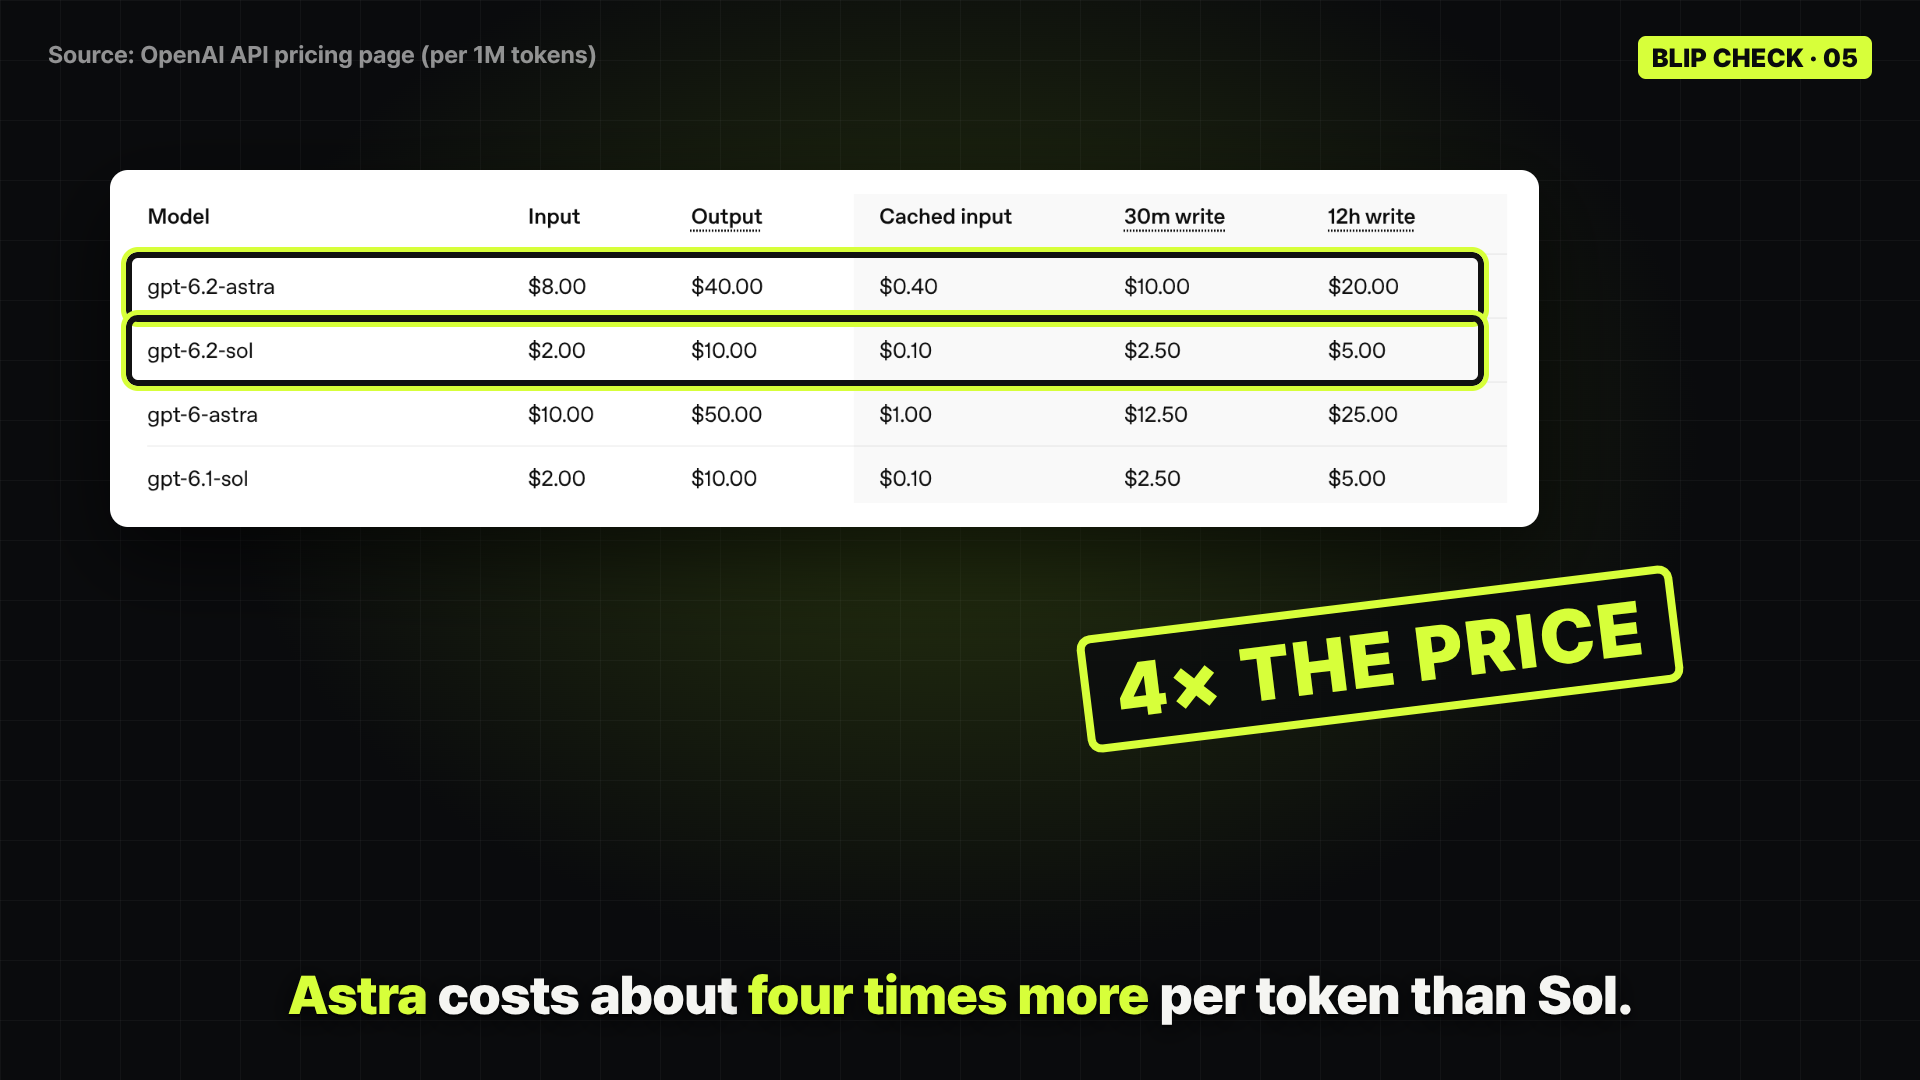 Source: OpenAI API pricing page (per 1M tokens)
BLIP CHECK · 05
Model Input Output Cached input 30m write 12h write
gpt-6.2-astra $8.00 $40.00 $0.40 $10.00 $20.00
gpt-6.2-sol $2.00 $10.00 $0.10 $2.50 $5.00
gpt-6-astra $10.00 $50.00 $1.00 $12.50 $25.00
gpt-6.1-sol $2.00 $10.00 $0.10 $2.50 $5.00
4× THE PRICE
Astra costs about four times more per token than Sol.